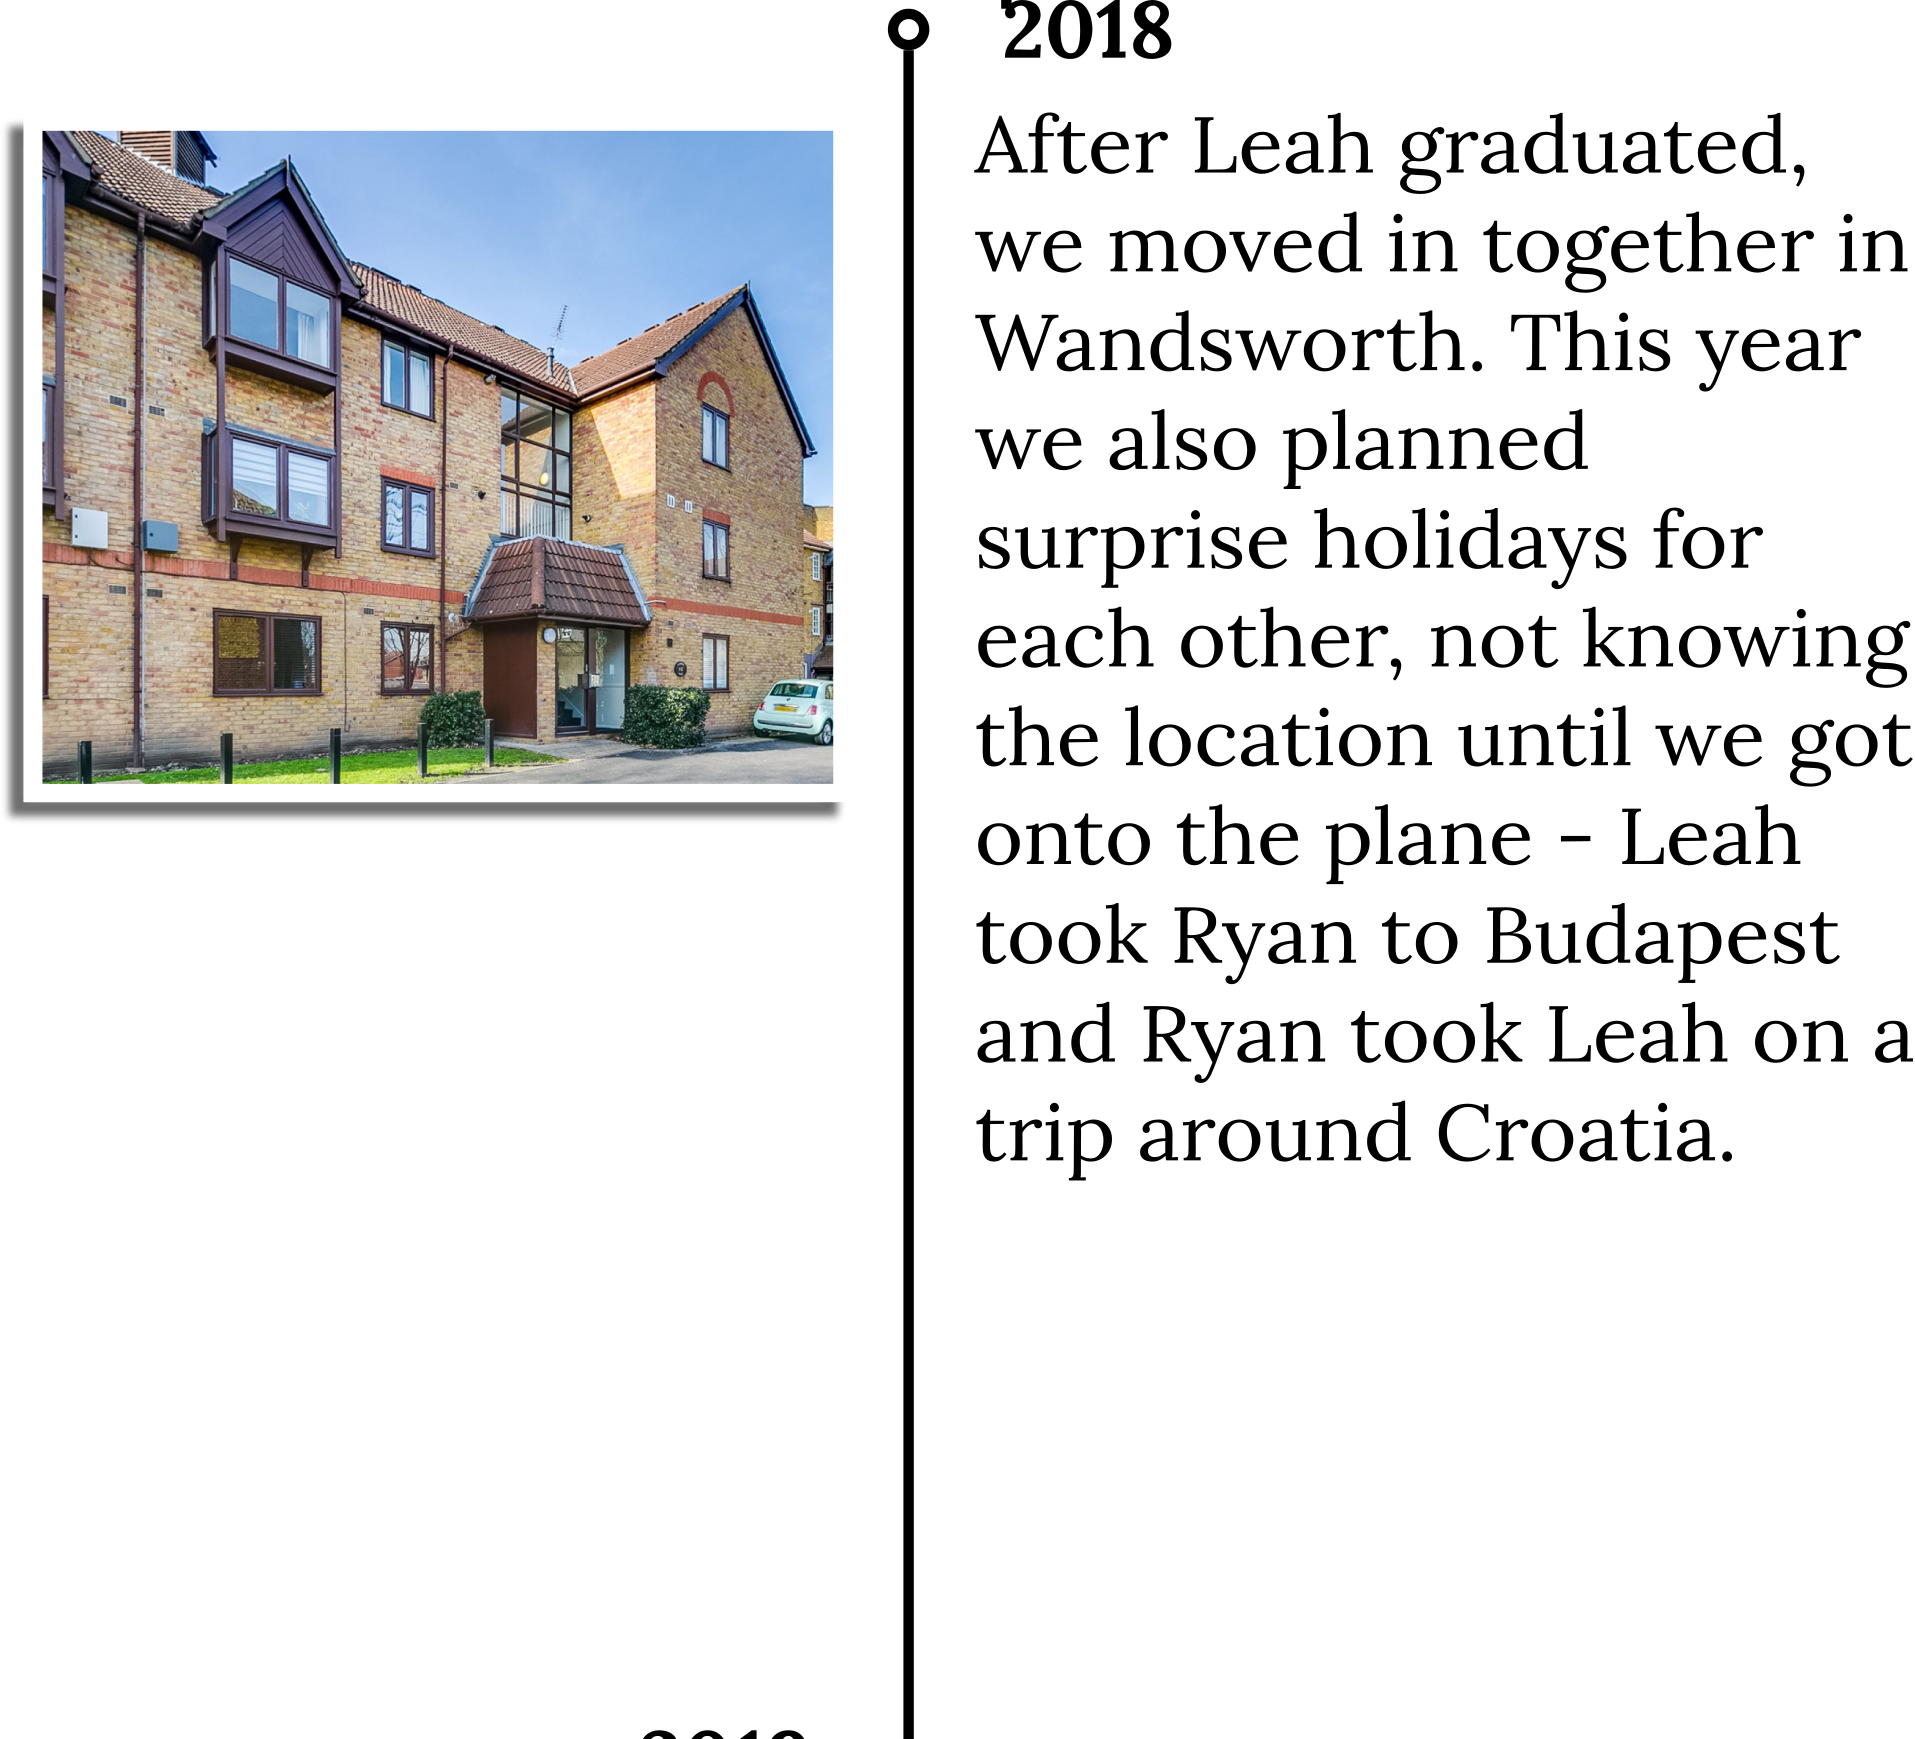 2018
After Leah graduated,
we moved in together in
Wandsworth. This year
we also planned
surprise holidays for
each other, not knowing
the location until we got
onto the plane - Leah
took Ryan to Budapest
and Ryan took Leah on a
trip around Croatia.